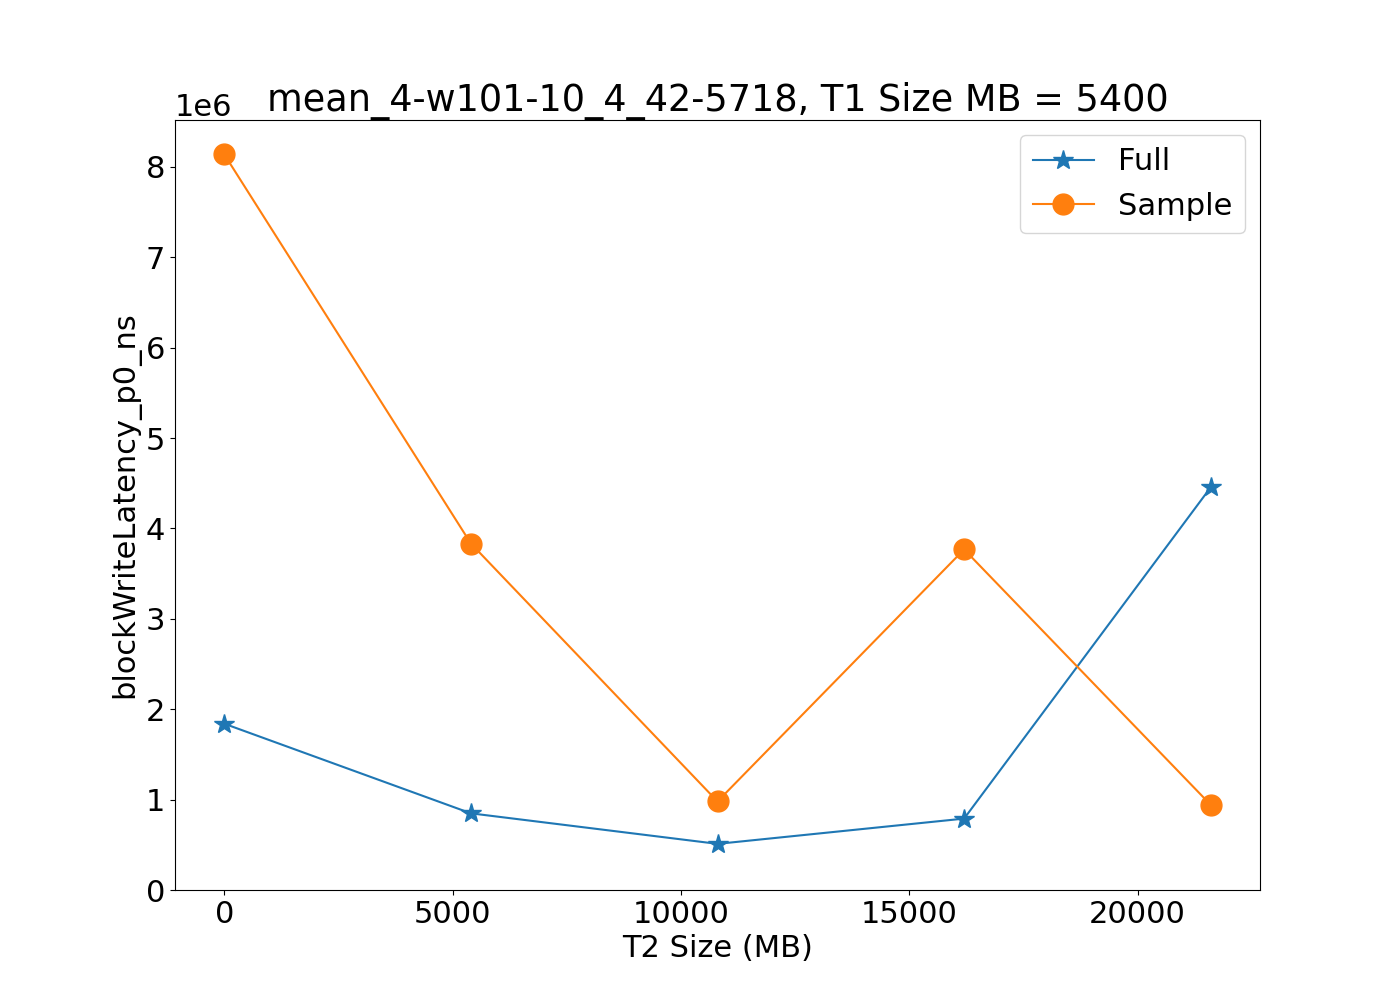 mean_4-w101-10_4_42-5718, T1 Size MB = 5400
1e6
Full
Sample
8
7
6
5
4
3
2
1
0
blockWriteLatency_p0_ns
0 5000 10000 15000 20000
T2 Size (MB)